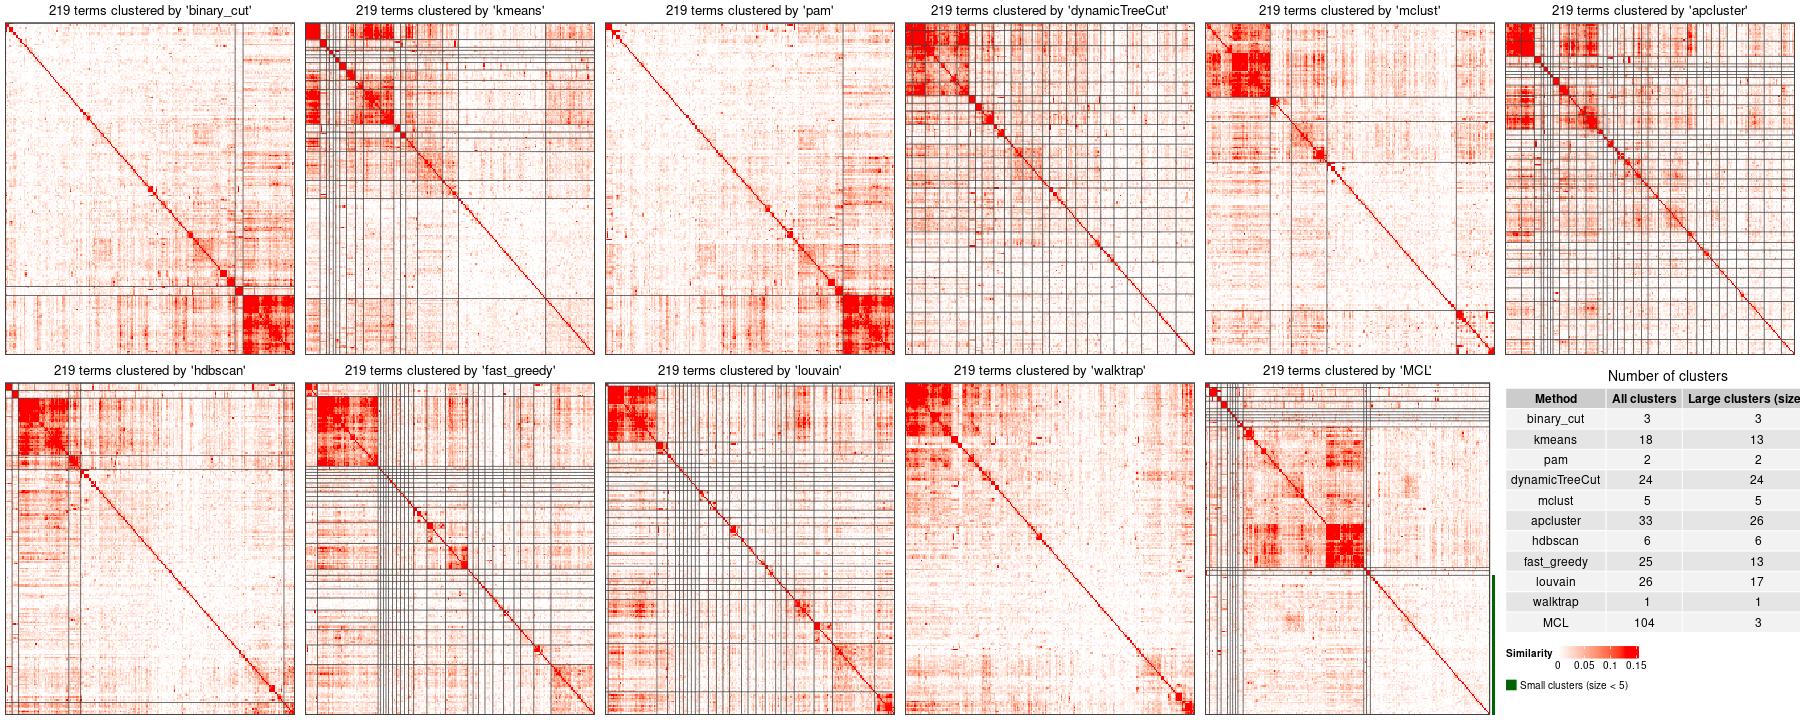 219 terms clustered by 'binary_cut'
219 terms clustered by 'kmeans'
219 terms clustered by 'pam'
219 terms clustered by 'dynamicTreeCut'
219 terms clustered by 'mclust'
219 terms clustered by 'apcluster'
219 terms clustered by 'hdbscan'
219 terms clustered by 'fast_greedy'
219 terms clustered by 'louvain'
219 terms clustered by 'walktrap'
219 terms clustered by 'MCL'
Number of clusters
Method All clusters Large clusters (size
binary_cut 3 3
kmeans 18 13
pam 2 2
dynamicTreeCut 24 24
mclust 5 5
apcluster 33 26
hdbscan 6 6
fast_greedy 25 13
louvain 26 17
walktrap 1 1
MCL 104 3
Similarity
0 0.05 0.1 0.15
Small clusters (size < 5)